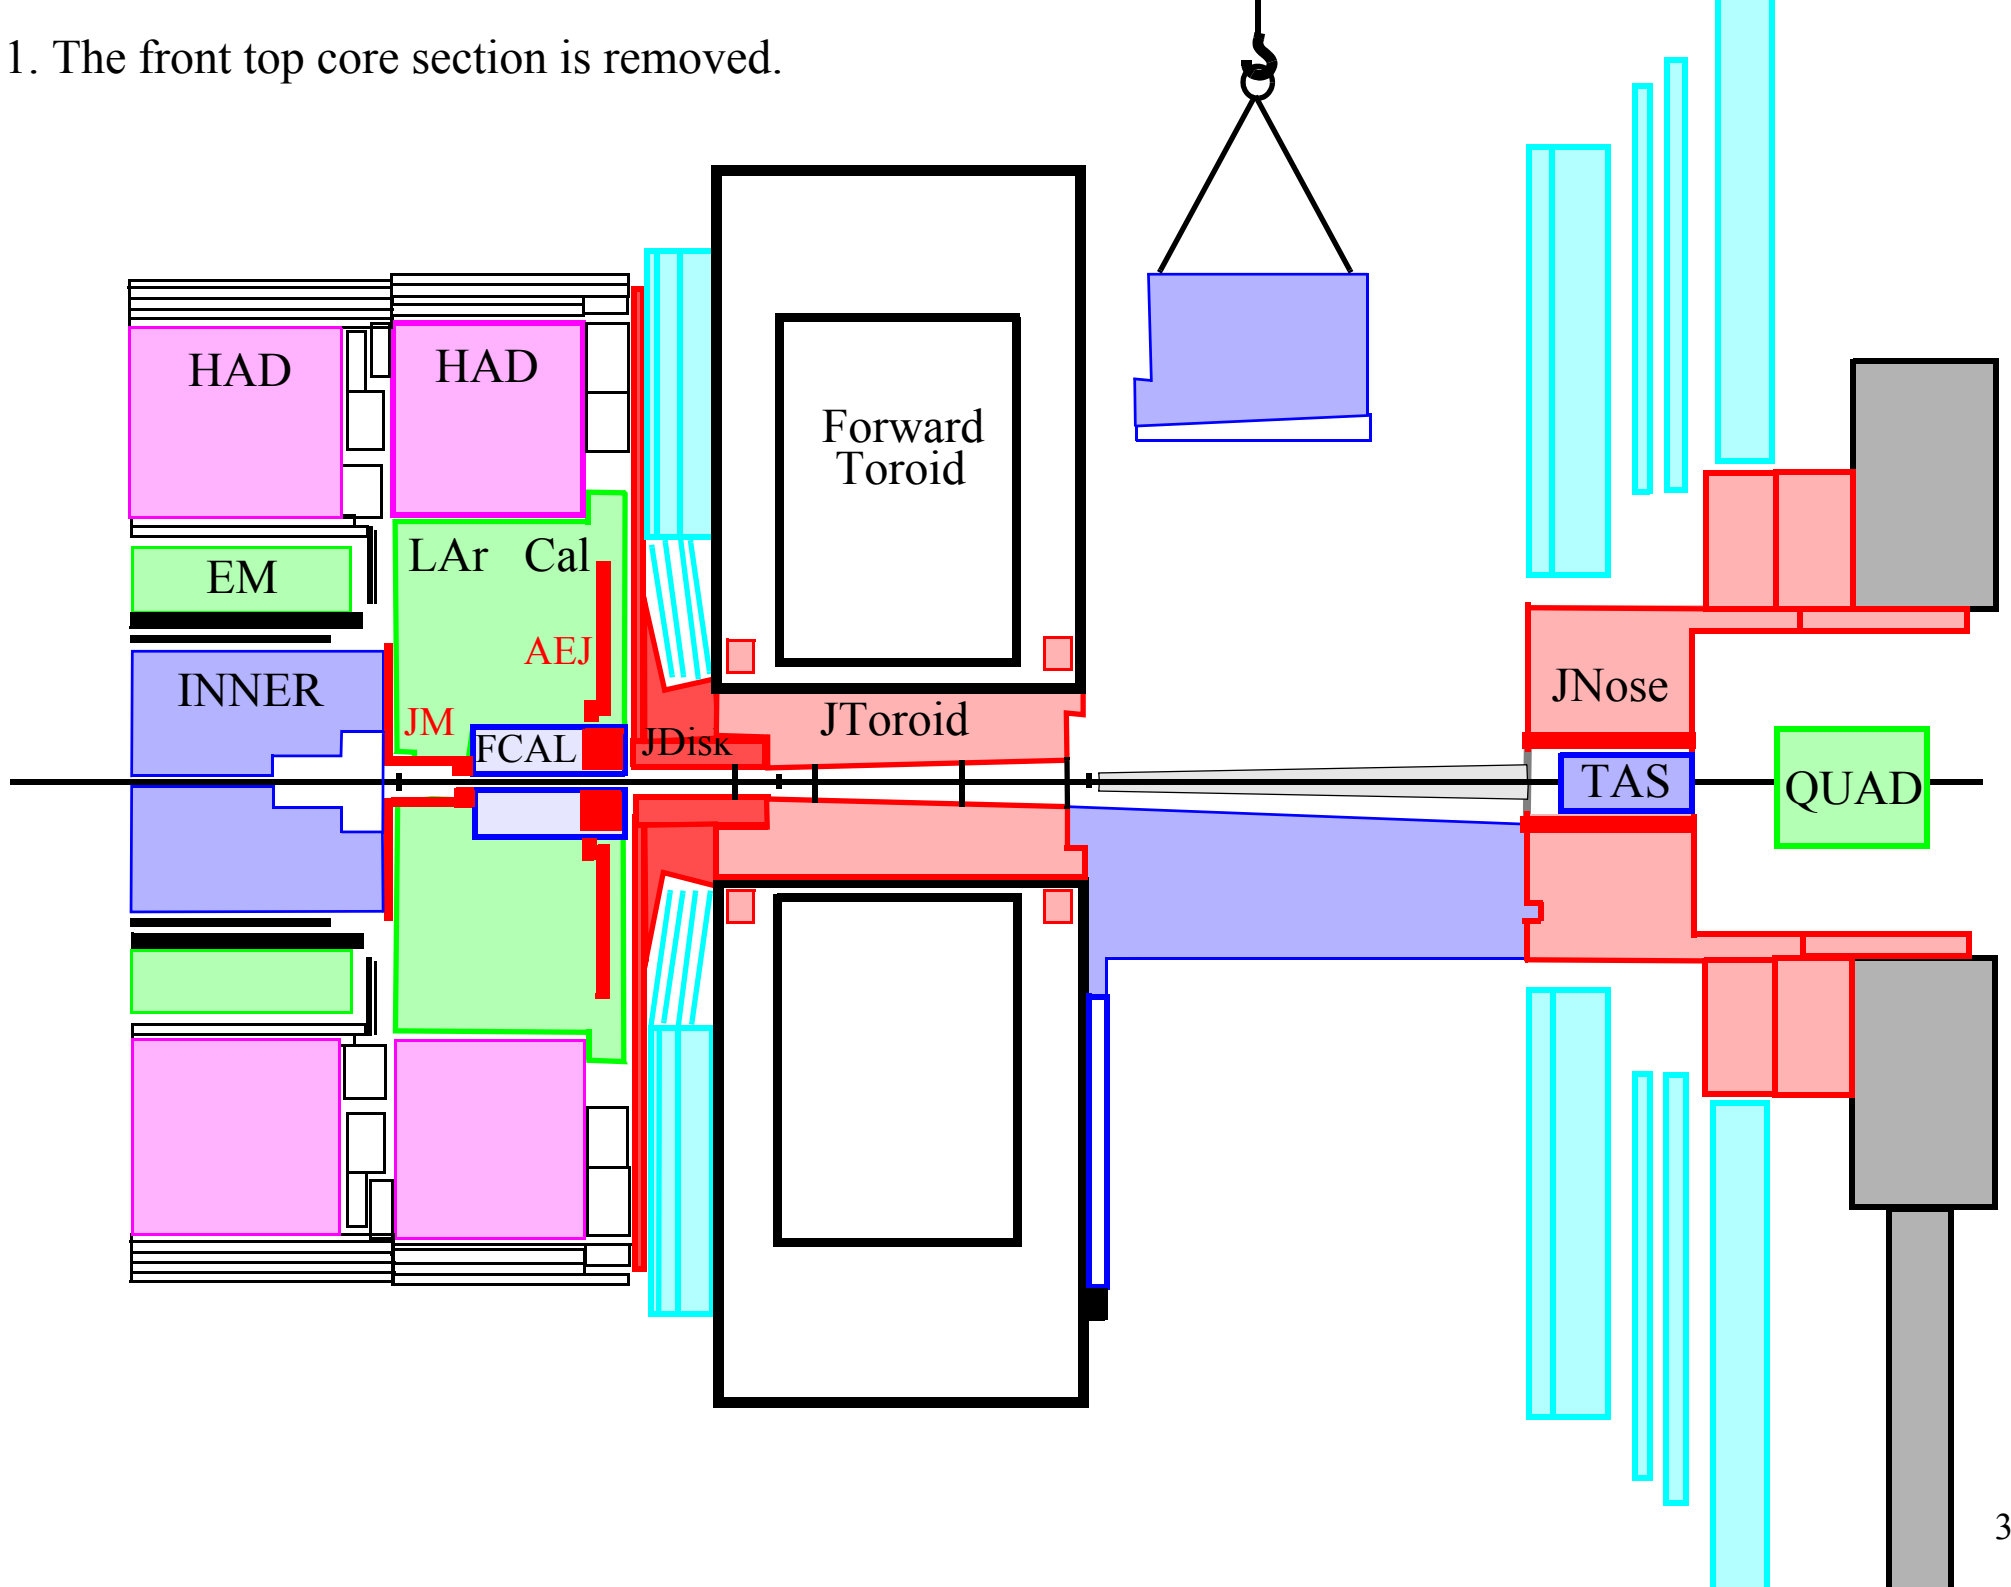 1. The front top core section is removed.
HAD
HAD
Forward
Toroid
LAr Cal
EM
AEJ
INNER
JNose
JM
JToroid
FCAL
JDisk
TAS
QUAD
3